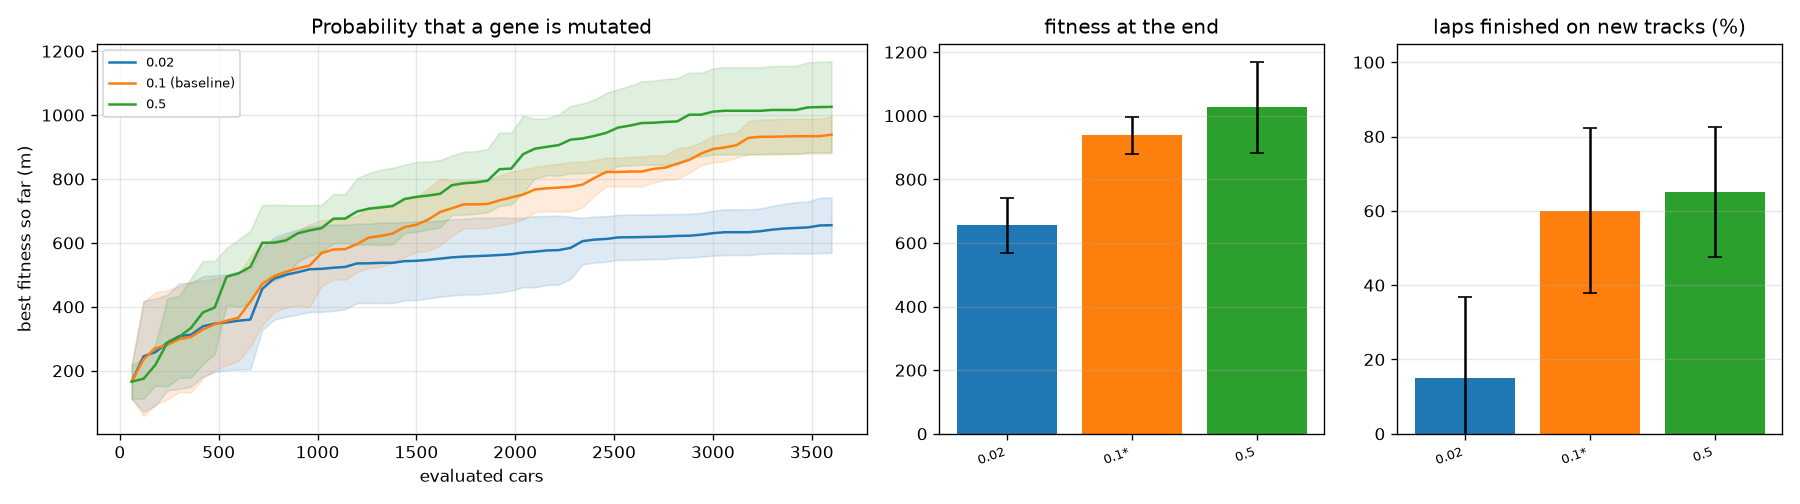 Probability that a gene is mutated
1200
1000
800
600
400
200
best fitness so far (m)
0.02
0.1 (baseline)
0.5
0 500 1000 1500 2000 2500 3000 3500
evaluated cars
fitness at the end
1200
1000
800
600
400
200
0
0.02 0.1* 0.5
laps finished on new tracks (%)
100
80
60
40
20
0
0.02 0.1* 0.5